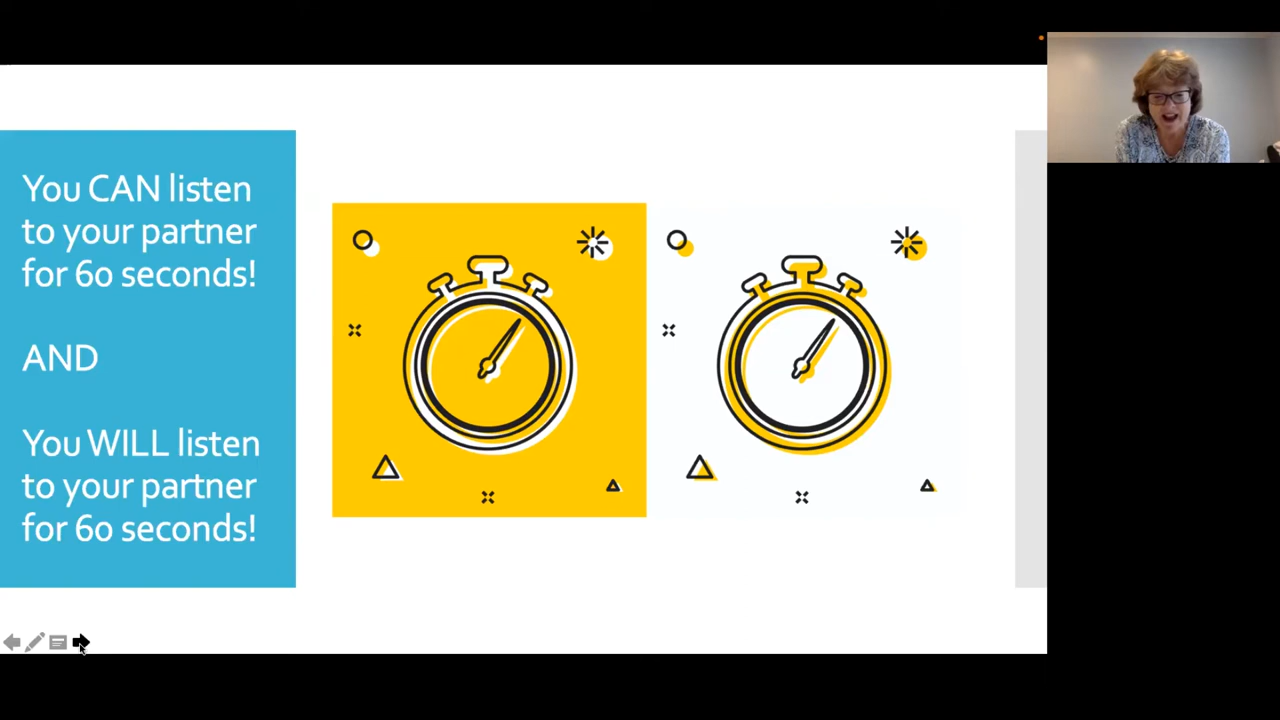 You CAN listen
to your partner
for 60 seconds!
AND
You WILL listen
to your partner
for 60 seconds!